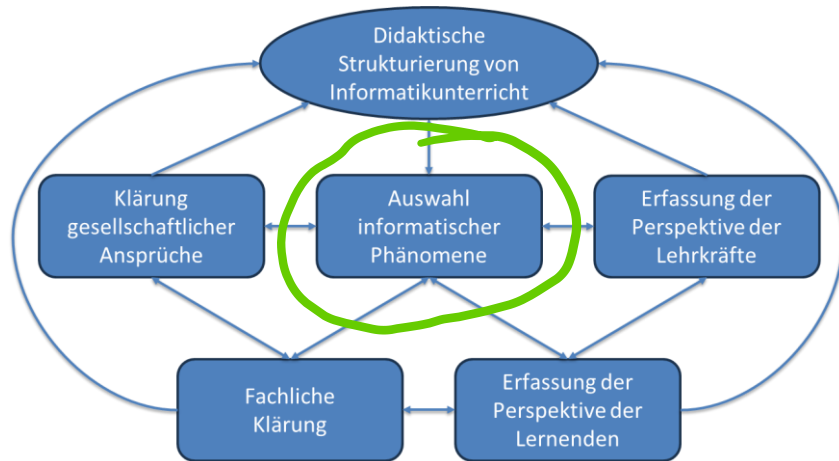 Didaktische
Strukturierung von
Informatikunterricht
Klärung
gesellschaftlicher
Ansprüche
Auswahl
informatischer
Phänomene
Erfassung der
Perspektive der
Lehrkräfte
Fachliche
Klärung
Erfassung der
Perspektive der
Lernenden